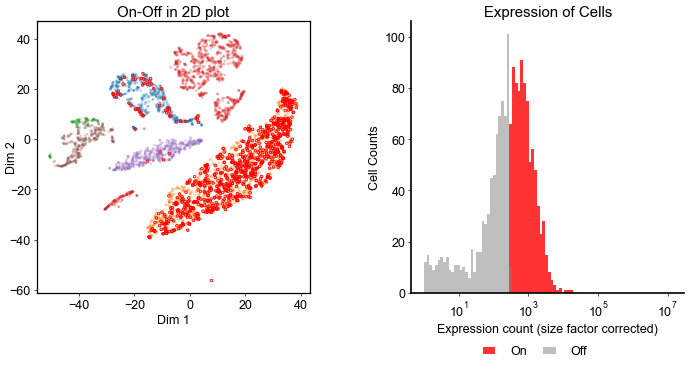 On-Off in 2D plot
Dim 2
40
20
0
−20
−40
−60
−40
−20
0
20
40
Dim 1
Expression of Cells
Cell Counts
100
80
60
40
20
0
10^1
10^3
10^5
10^7
Expression count (size factor corrected)
On
Off